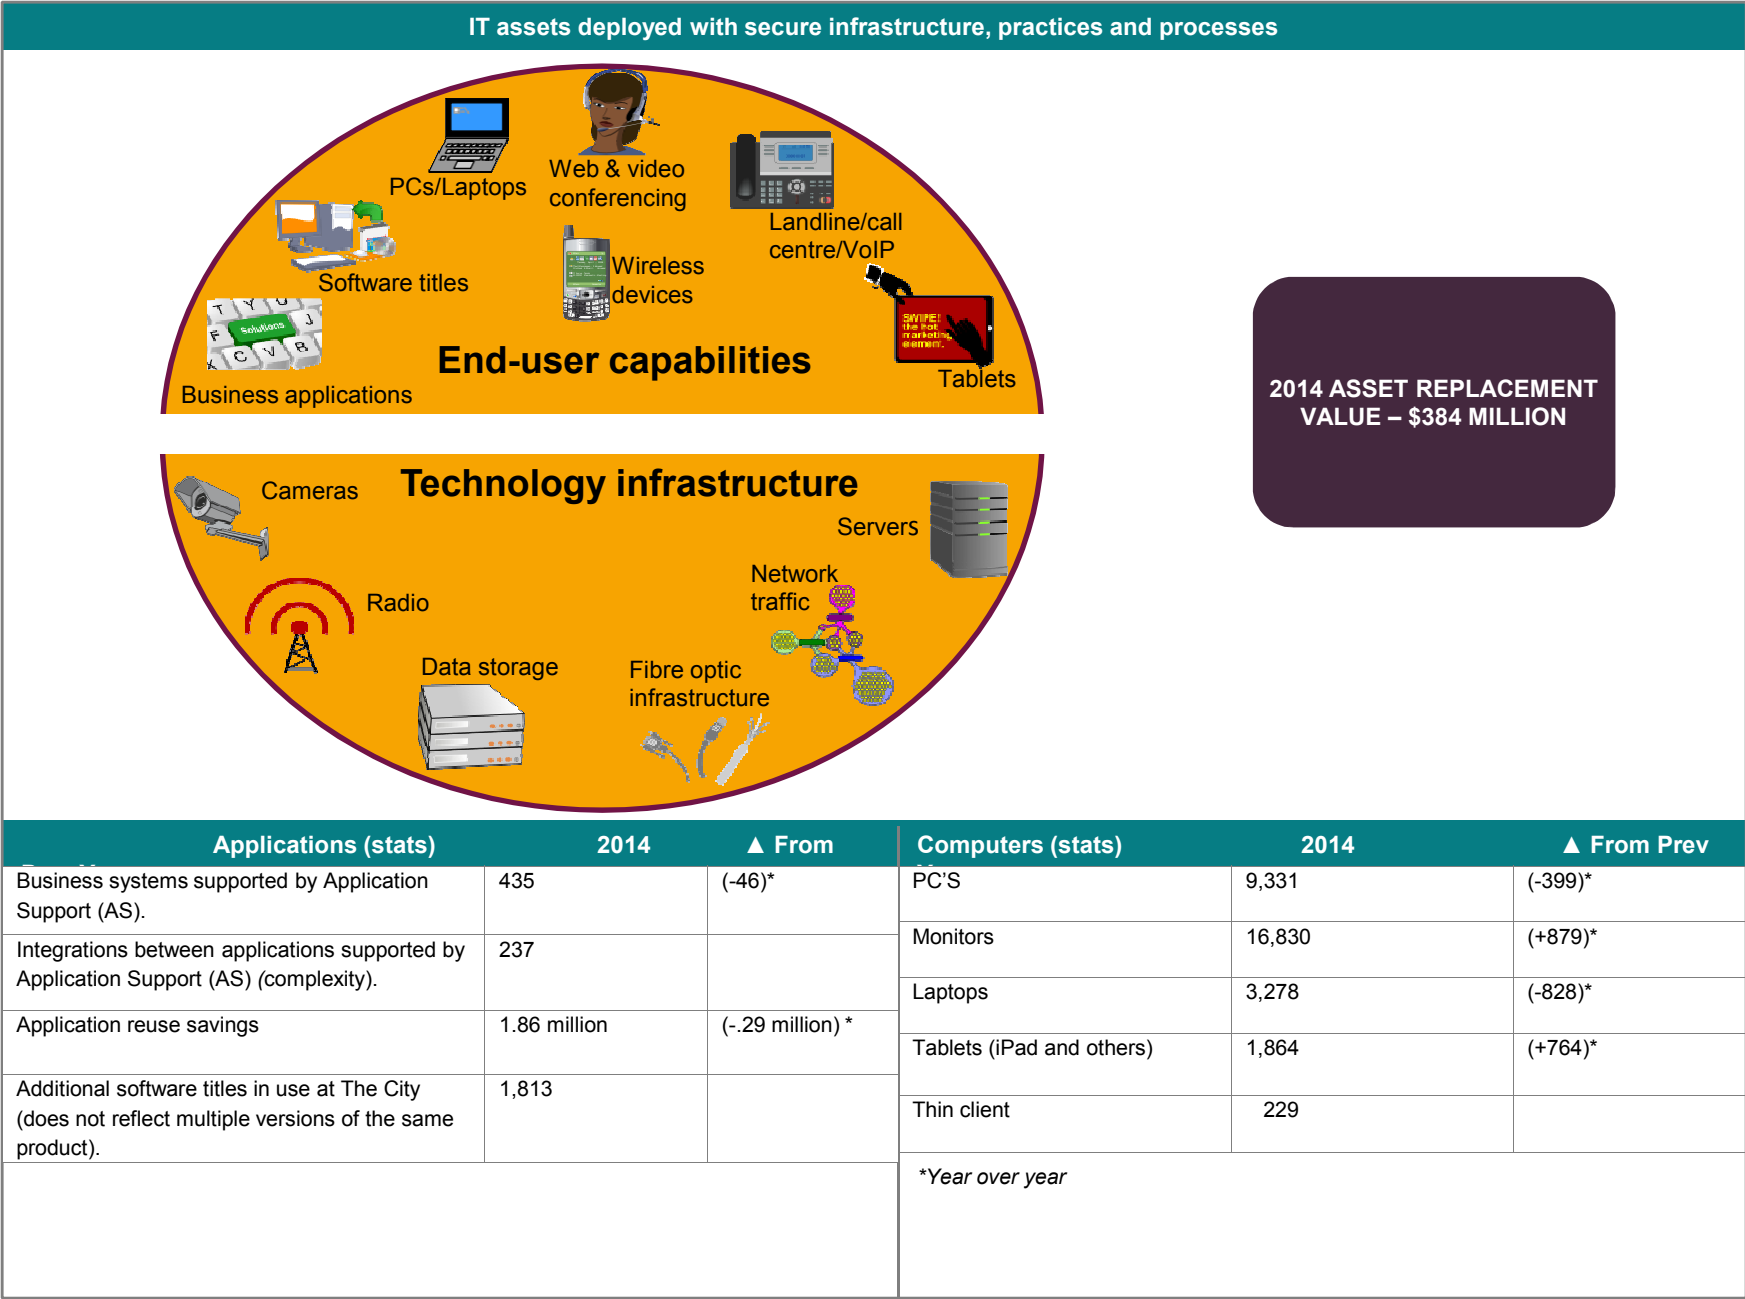 IT assets deployed with secure infrastructure, practices and processes
PCs/Laptops
Web & video
conferencing
Landline/call
centre/VoIP
Software titles
Wireless
devices
T Y U
F Solutions J
X C V B
SWIPE!
the hot
marketing
Business applications
End-user capabilities
Tablets
2014 ASSET REPLACEMENT
VALUE – $384 MILLION
Technology infrastructure
Cameras
Servers
Radio
Network
traffic
Data storage
Fibre optic
infrastructure
Applications (stats) 2014 ▲ From
Business systems supported by Application
Support (AS).
435
(-46)*
Integrations between applications supported by
Application Support (AS) (complexity).
237
Application reuse savings
1.86 million
(-.29 million) *
Additional software titles in use at The City
(does not reflect multiple versions of the same
product).
1,813
Computers (stats) 2014 ▲ From Prev
PC’S 9,331 (-399)*
Monitors 16,830 (+879)*
Laptops 3,278 (-828)*
Tablets (iPad and others) 1,864 (+764)*
Thin client 229
*Year over year